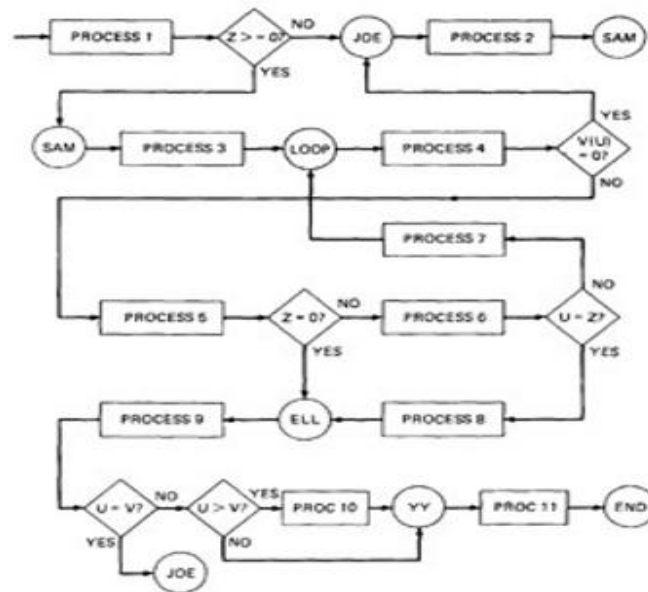 PROCESS 1
Z > = 0?
NO
JOE
PROCESS 2
SAM
YES
SAM
PROCESS 3
LOOP
PROCESS 4
V(U)
= 0?
YES
NO
PROCESS 7
PROCESS 5
Z = 0?
NO
PROCESS 6
U = Z?
NO
YES
YES
PROCESS 9
ELL
PROCESS 8
U = V?
NO
U > V?
YES
PROC 10
YY
PROC 11
END
YES
NO
JOE